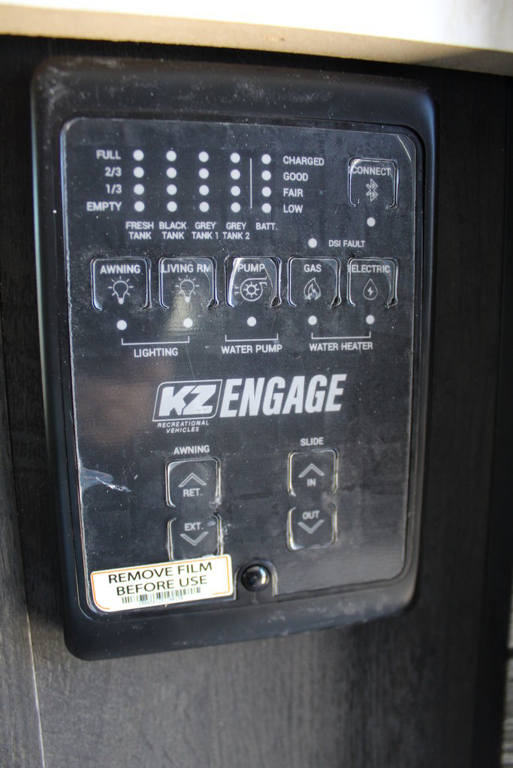 FULL CHARGED
2/3 GOOD
1/3 FAIR
EMPTY LOW
CONNECT
FRESH TANK BLACK TANK GREY TANK 1 GREY TANK 2 BATT.
DSI FAULT
AWNING LIVING RM PUMP GAS ELECTRIC
LIGHTING WATER PUMP WATER HEATER
KZ ENGAGE
RECREATIONAL
VEHICLES
AWNING SLIDE
RET. IN
EXT. OUT
REMOVE FILM
BEFORE USE